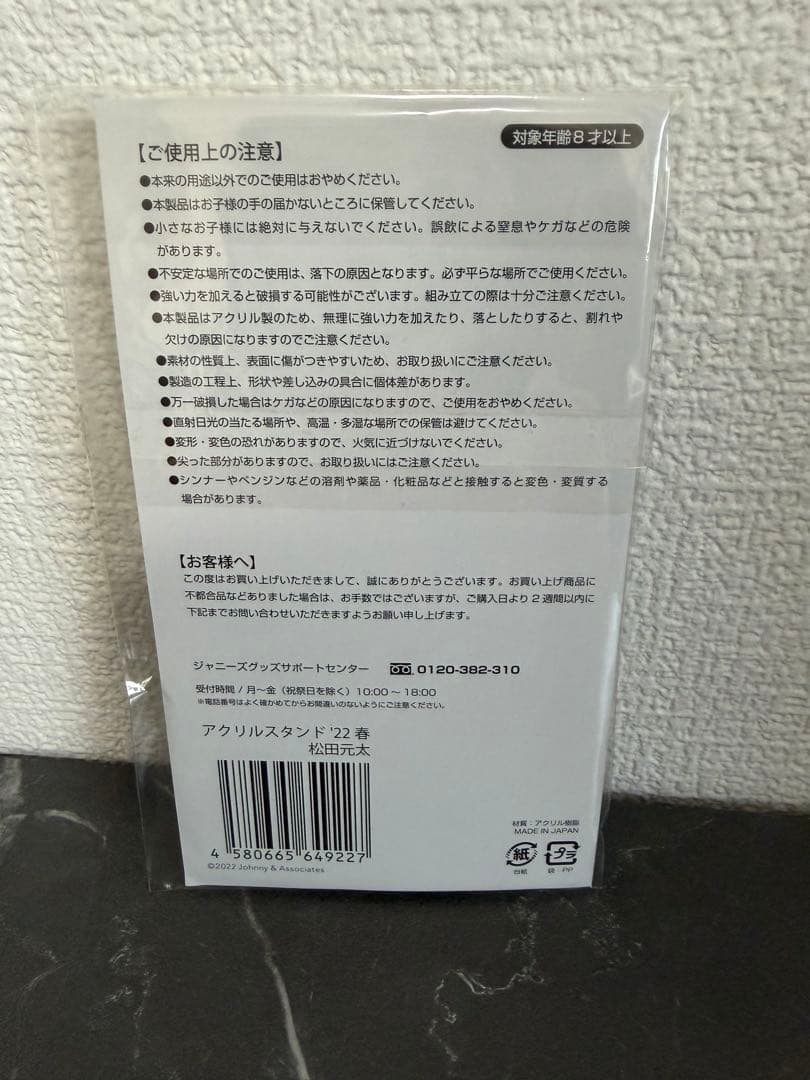 対象年齢8才以上
【ご使用上の注意】
●本来の用途以外でのご使用はおやめください。
●本製品はお子様の手の届かないところに保管してください。
●小さなお子様には絶対に与えないでください。誤飲による窒息やケガなどの危険
があります。
●不安定な場所でのご使用は、落下の原因となります。必ず平らな場所でご使用ください。
●強い力を加えると破損する可能性がございます。組み立ての際は十分ご注意ください。
●本製品はアクリル製のため、無理に強い力を加えたり、落としたりすると、割れや
欠けの原因になりますのでご注意ください。
●素材の性質上、表面に傷がつきやすいため、お取り扱いにご注意ください。
●製造の工程上、形状や差し込みの具合に個体差があります。
●万一破損した場合はケガなどの原因になりますので、ご使用をおやめください。
●直射日光の当たる場所や、高温・多湿な場所での保管は避けてください。
●変形・変色の恐れがありますので、火気に近づけないでください。
●尖った部分がありますので、お取り扱いにはご注意ください。
●シンナーやベンジンなどの溶剤や薬品・化粧品などと接触すると変色・変質する
場合があります。
【お客様へ】
この度はお買い上げいただきまして、誠にありがとうございます。お買い上げ商品に
不都合品などありました場合は、お手数ではございますが、ご購入日より2週間以内に
下記までお問い合わせいただきますようお願い申し上げます。
ジャニーズグッズサポートセンター 0120-382-310
受付時間/月~金(祝祭日を除く)10:00~18:00
※電話番号はよく確かめてからお間違いのないようにご注意ください。
アクリルスタンド '22 春
松田元太
4 580665 649227
©2022 Johnny & Associates
材質:アクリル樹脂
MADE IN JAPAN
紙 プラ
台紙 袋 PP